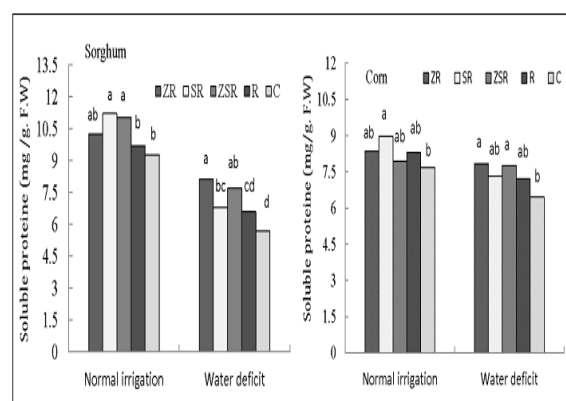 Sorghum
ZR SR ZSR R C
Soluble proteine (mg /g. F.W)
13.5
12
10.5
9
7.5
6
4.5
3
1.5
0
ab a a b b
a bc ab cd d
Normal irrigation Water deficit
Corn
ZR SR ZSR R C
Soluble proteine (mg/g. F.W)
12
10.5
9
7.5
6
4.5
3
1.5
0
ab a ab ab b
a ab a ab b
Normal irrigation Water deficit